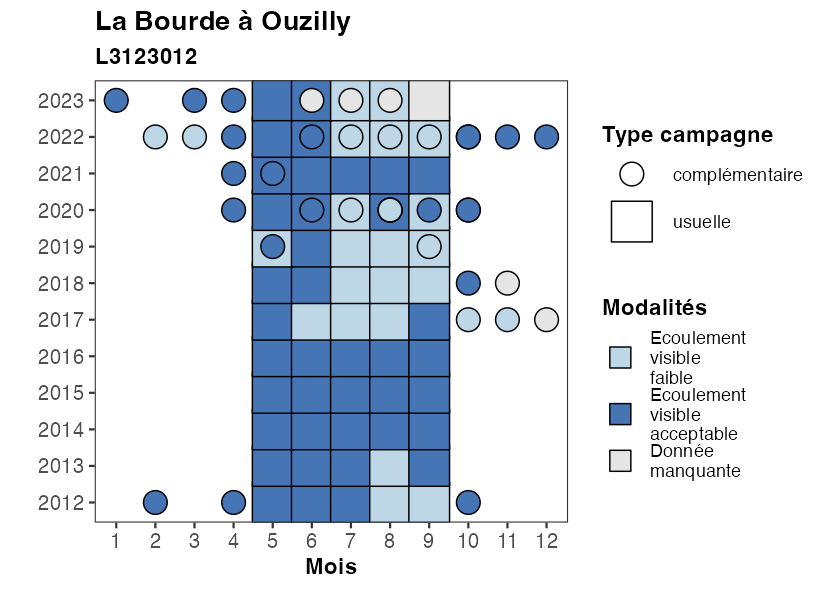 La Bourde à Ouzilly
L3123012
2023
2022
2021
2020
2019
2018
2017
2016
2015
2014
2013
2012
1 2 3 4 5 6 7 8 9 10 11 12
Mois
Type campagne
complémentaire
usuelle
Modalités
Ecoulement
visible
faible
Ecoulement
visible
acceptable
Donnée
manquante